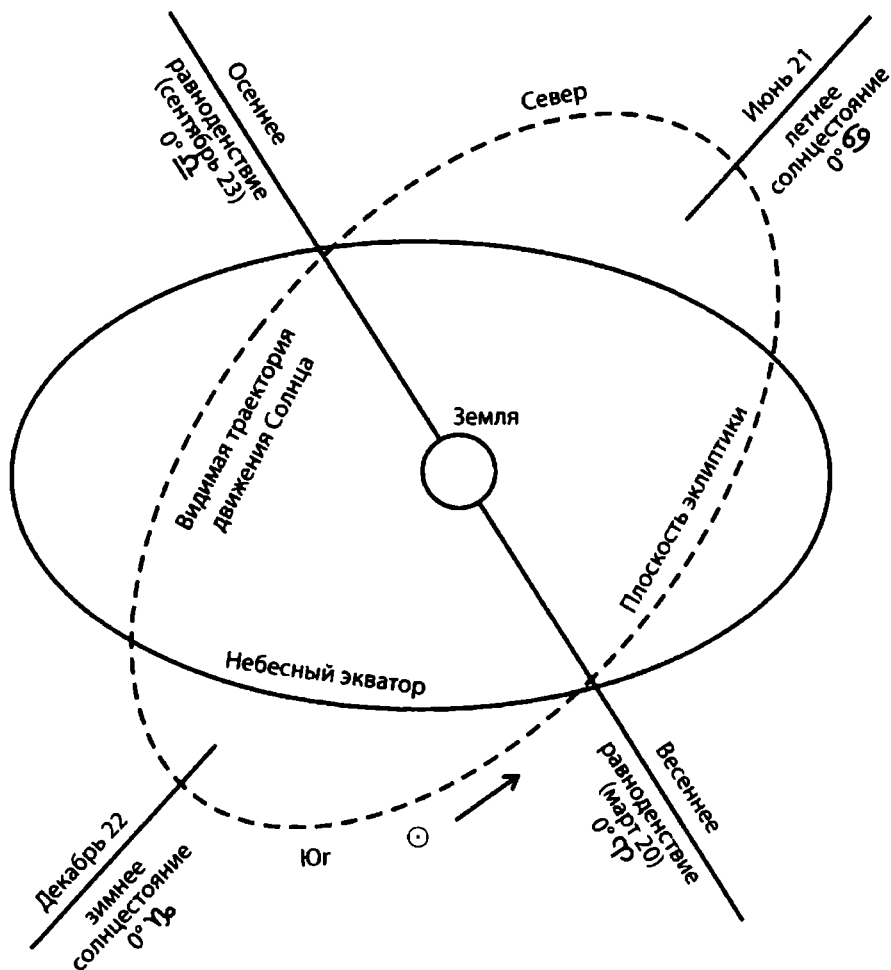 Осеннее
равноденствие
(сентябрь 23)
0° ♎
Север
Июнь 21
летнее
солнцестояние
0° ♋
Видимая траектория
движения Солнца
Земля
Плоскость эклиптики
Небесный экватор
Декабрь 22
зимнее
солнцестояние
0° ♑
Юг
☉
Весеннее
равноденствие
(март 20)
0° ♈